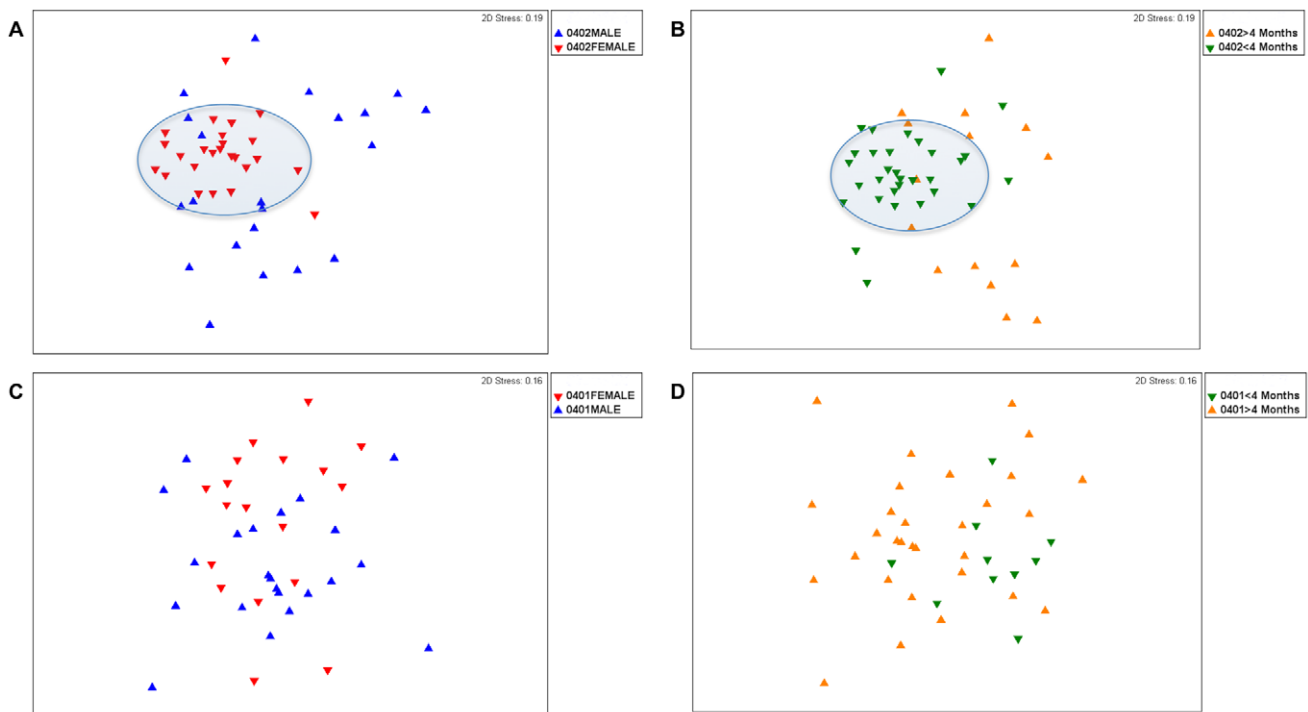 A
2D Stress: 0.19
0402MALE
0402FEMALE
B
2D Stress: 0.19
0402>4 Months
0402<4 Months
C
2D Stress: 0.16
0401FEMALE
0401MALE
D
2D Stress: 0.16
0401<4 Months
0401>4 Months